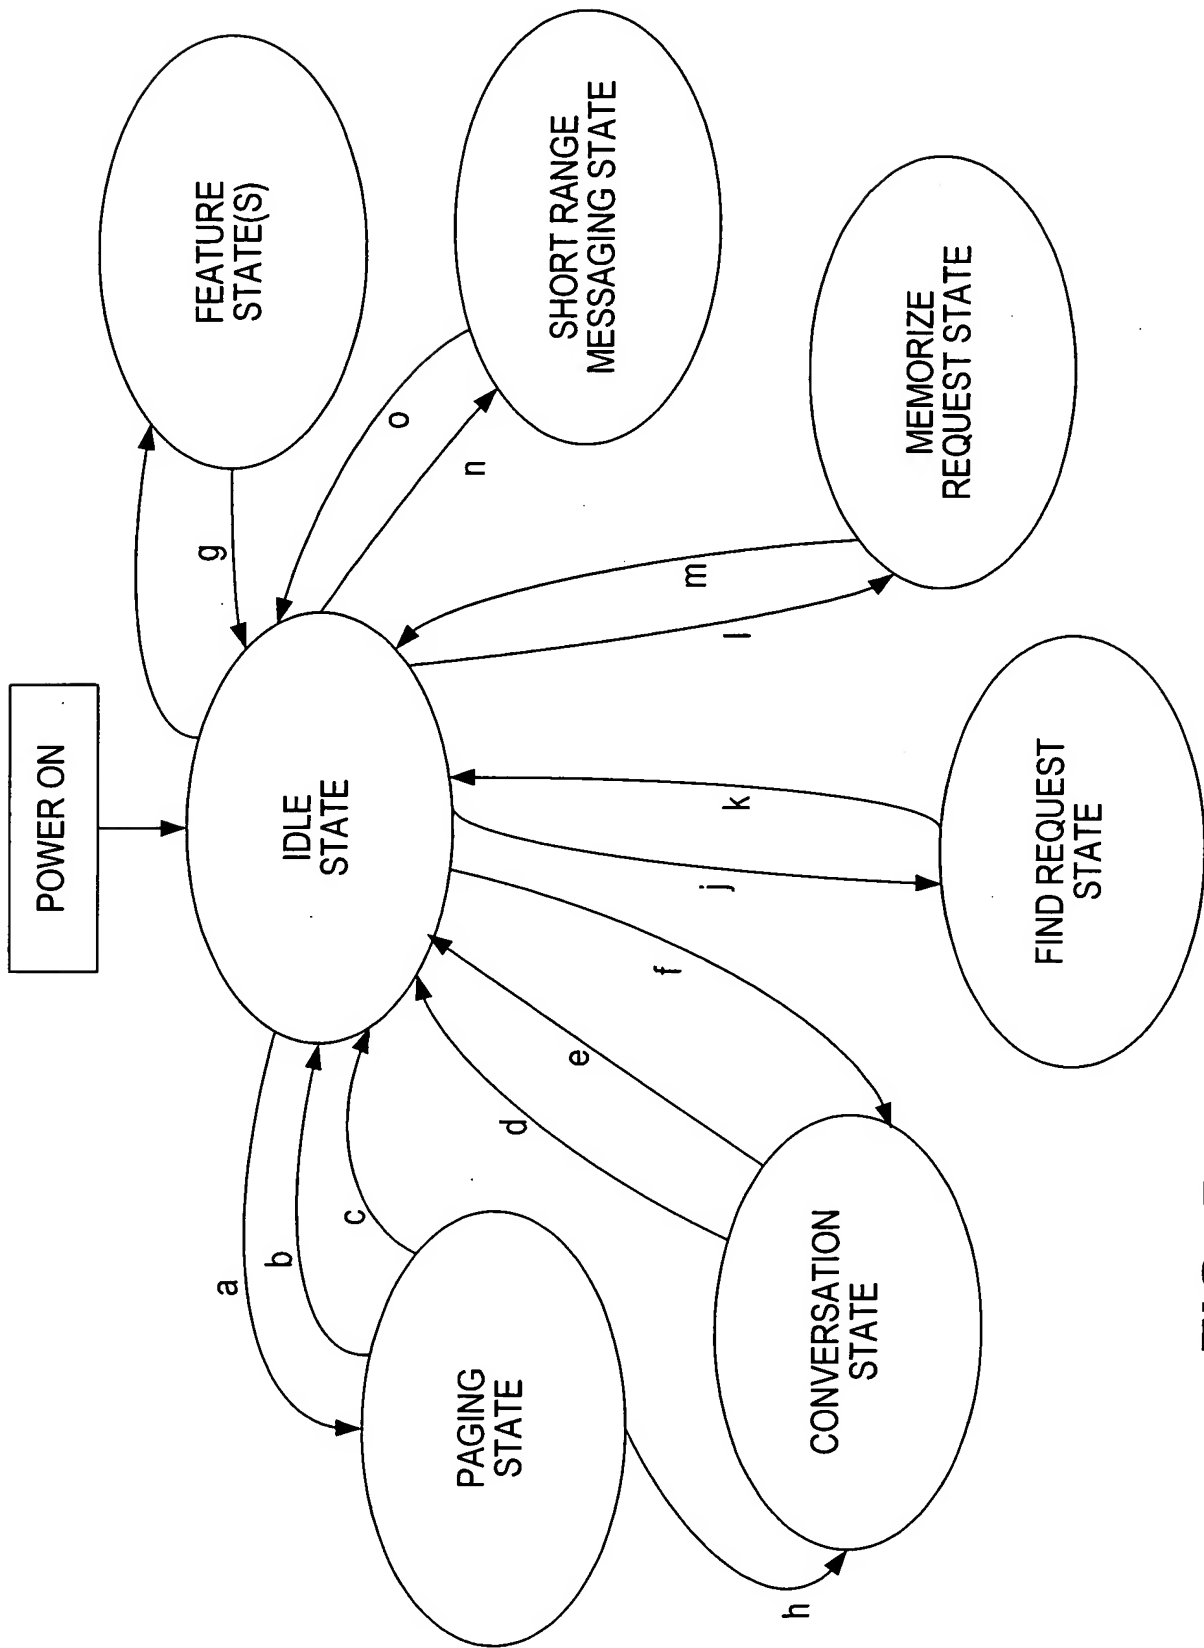 POWER ON
IDLE
STATE
FEATURE
STATE(S)
SHORT RANGE
MESSAGING STATE
MEMORIZE
REQUEST STATE
FIND REQUEST
STATE
CONVERSATION
STATE
PAGING
STATE
a
b
c
d
e
f
g
h
j
k
l
m
n
o